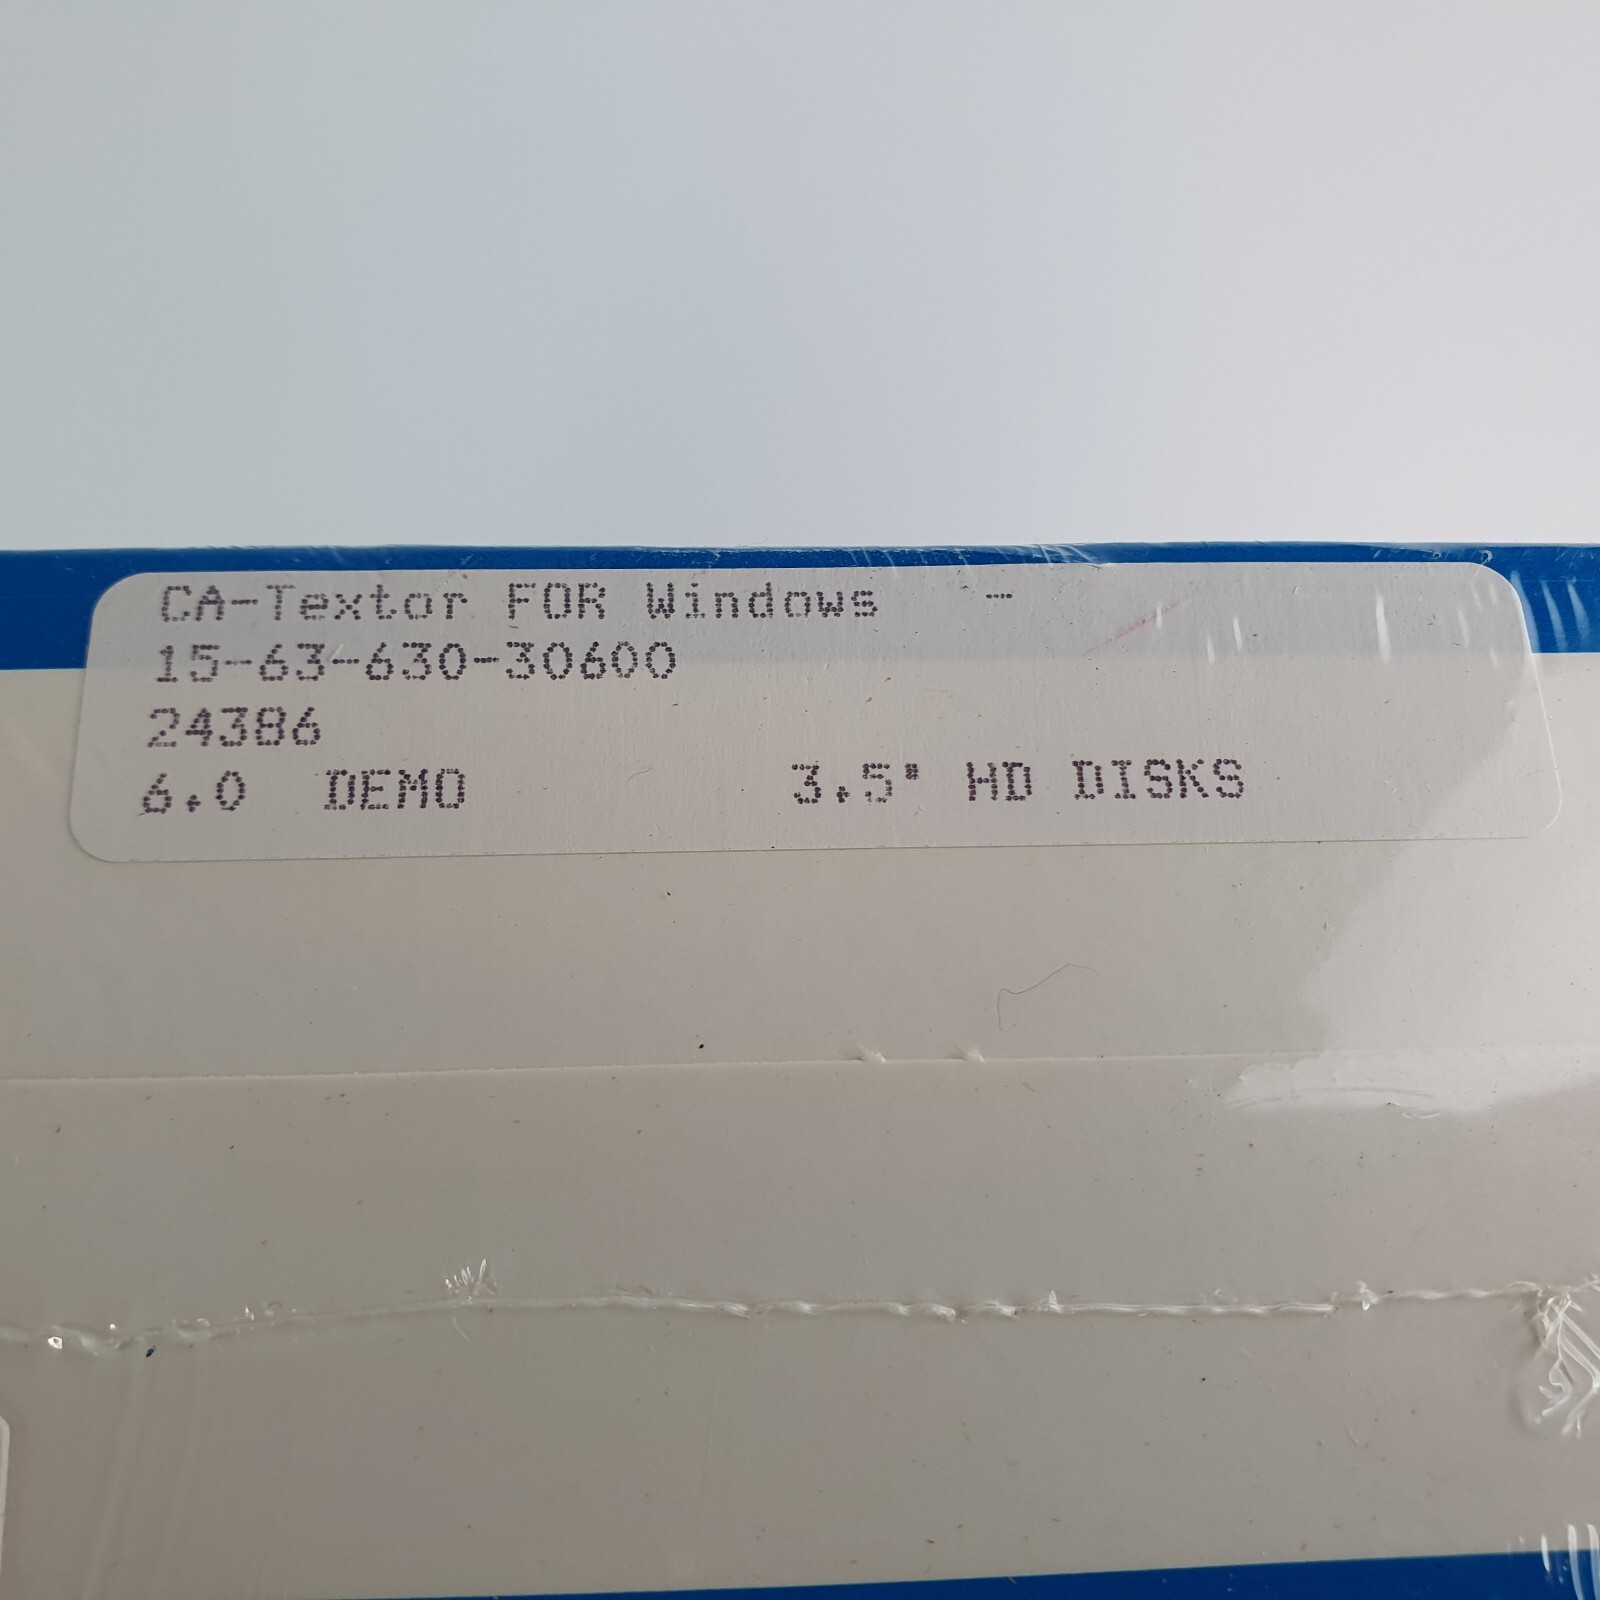 CA-Textor FOR Windows -
15-63-630-30600
24386
6.0 DEMO 3.5" HD DISKS